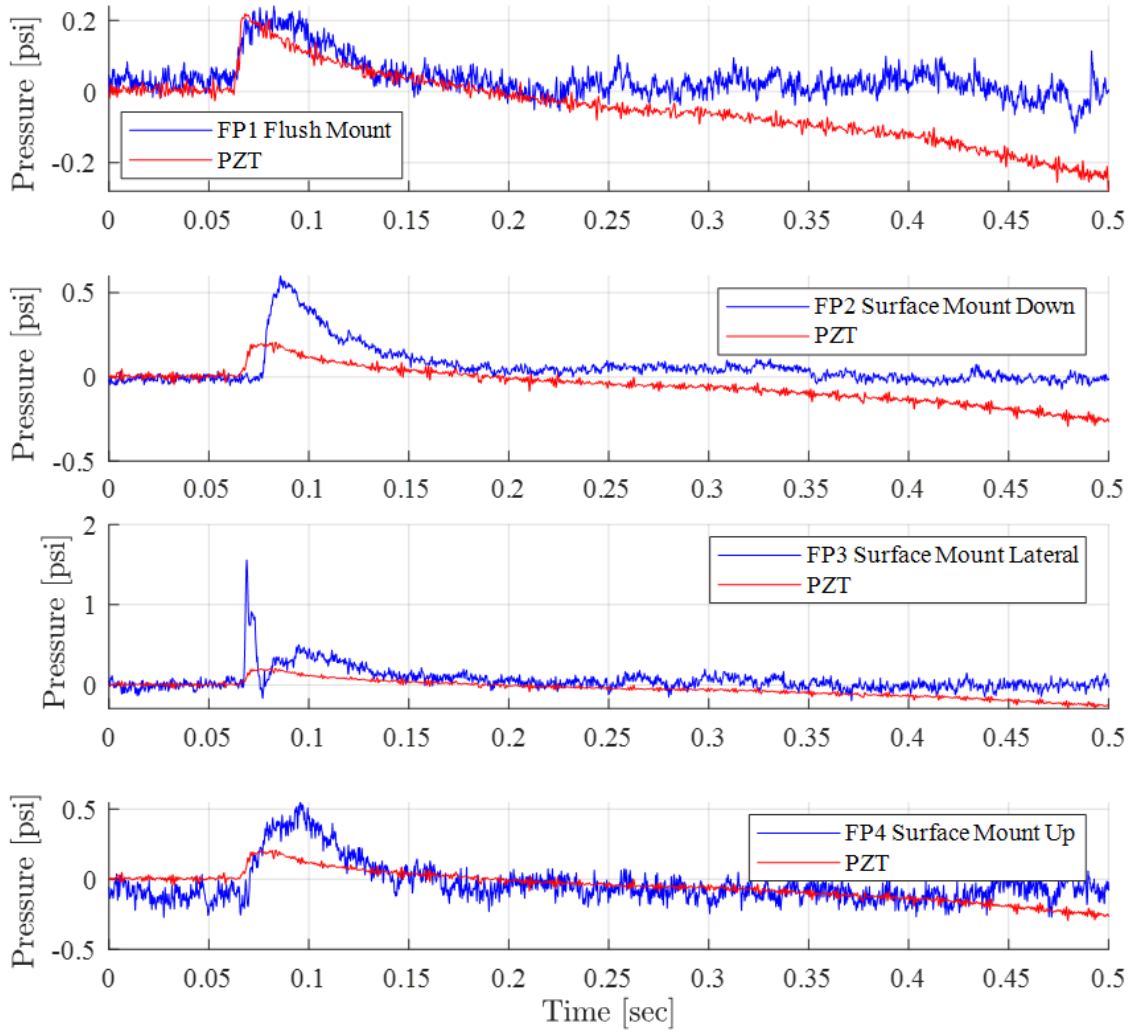 Pressure [psi]
0.2
0
-0.2
FP1 Flush Mount
PZT
0 0.05 0.1 0.15 0.2 0.25 0.3 0.35 0.4 0.45 0.5
Pressure [psi]
0.5
0
-0.5
FP2 Surface Mount Down
PZT
0 0.05 0.1 0.15 0.2 0.25 0.3 0.35 0.4 0.45 0.5
Pressure [psi]
2
1
0
FP3 Surface Mount Lateral
PZT
0 0.05 0.1 0.15 0.2 0.25 0.3 0.35 0.4 0.45 0.5
Pressure [psi]
0.5
0
-0.5
FP4 Surface Mount Up
PZT
0 0.05 0.1 0.15 0.2 0.25 0.3 0.35 0.4 0.45 0.5
Time [sec]